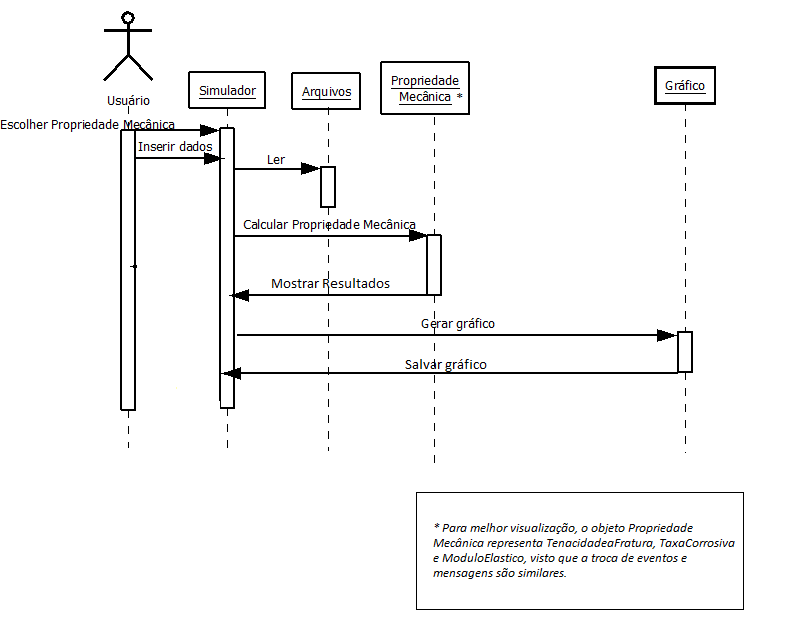 Usuário
Simulador
Arquivos
Propriedade
Mecânica *
Gráfico
Escolher Propriedade Mecânica
Inserir dados
Ler
Calcular Propriedade Mecânica
Mostrar Resultados
Gerar gráfico
Salvar gráfico
* Para melhor visualização, o objeto Propriedade
Mecânica representa TenacidadeaFratura, TaxaCorrosiva
e ModuloElastico, visto que a troca de eventos e
mensagens são similares.